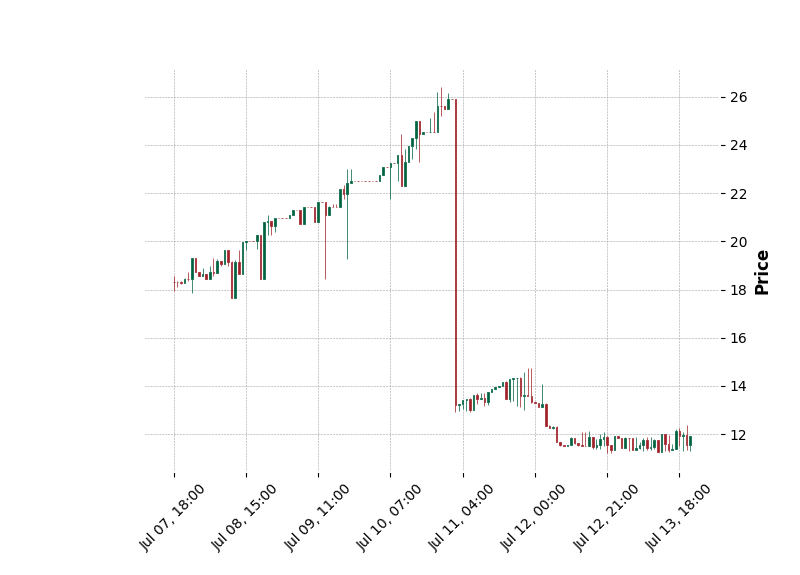 26
24
22
20
18
16
14
12
Price
Jul 07, 18:00
Jul 08, 15:00
Jul 09, 11:00
Jul 10, 07:00
Jul 11, 04:00
Jul 12, 00:00
Jul 12, 21:00
Jul 13, 18:00